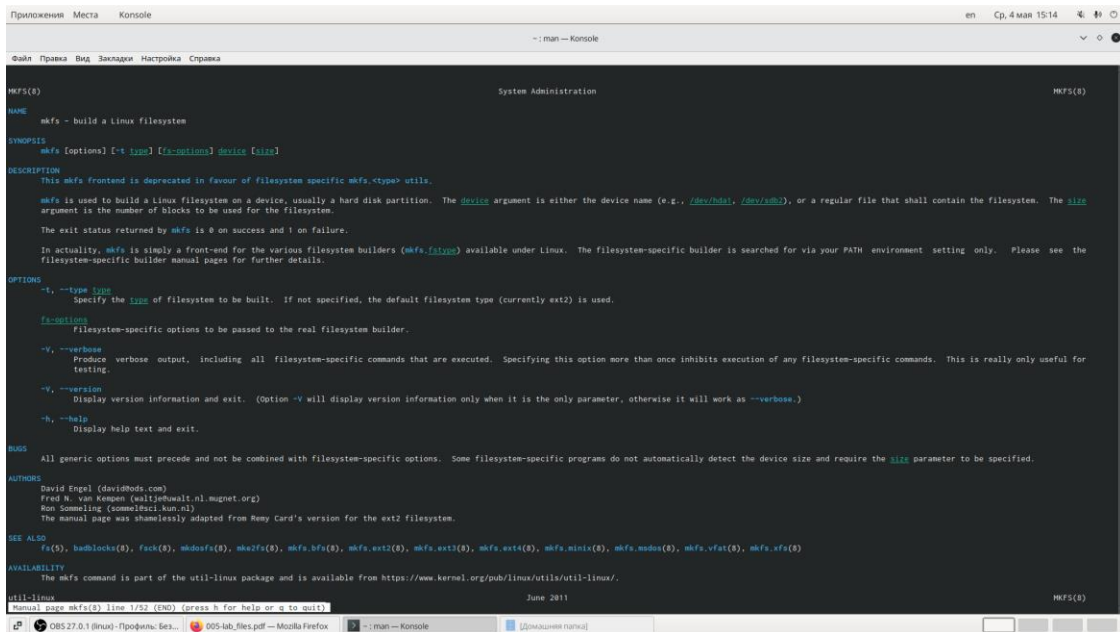 Приложения Места Konsole en Ср, 4 мая 15:14
~ : man — Konsole
Файл Правка Вид Закладки Настройка Справка
MKFS(8) System Administration MKFS(8)
NAME
mkfs - build a Linux filesystem
SYNOPSIS
mkfs [options] [-t type] [fs-options] device [size]
DESCRIPTION
This mkfs frontend is deprecated in favour of filesystem specific mkfs.<type> utils.
mkfs is used to build a Linux filesystem on a device, usually a hard disk partition. The device argument is either the device name (e.g., /dev/hda1, /dev/sdb2), or a regular file that shall contain the filesystem. The size
argument is the number of blocks to be used for the filesystem.
The exit status returned by mkfs is 0 on success and 1 on failure.
In actuality, mkfs is simply a front-end for the various filesystem builders (mkfs.fstype) available under Linux. The filesystem-specific builder is searched for via your PATH environment setting only. Please see the
filesystem-specific builder manual pages for further details.
OPTIONS
-t, --type type
Specify the type of filesystem to be built. If not specified, the default filesystem type (currently ext2) is used.
fs-options
Filesystem-specific options to be passed to the real filesystem builder.
-V, --verbose
Produce verbose output, including all filesystem-specific commands that are executed. Specifying this option more than once inhibits execution of any filesystem-specific commands. This is really only useful for
testing.
-V, --version
Display version information and exit. (Option -V will display version information only when it is the only parameter, otherwise it will work as --verbose.)
-h, --help
Display help text and exit.
BUGS
All generic options must precede and not be combined with filesystem-specific options. Some filesystem-specific programs do not automatically detect the device size and require the size parameter to be specified.
AUTHORS
David Engel (david@ods.com)
Fred N. van Kempen (waltje@uwalt.nl.mugnet.org)
Ron Sommeling (sommel@sci.kun.nl)
The manual page was shamelessly adapted from Remy Card's version for the ext2 filesystem.
SEE ALSO
fs(5), badblocks(8), fsck(8), mkdosfs(8), mke2fs(8), mkfs.bfs(8), mkfs.ext2(8), mkfs.ext3(8), mkfs.ext4(8), mkfs.minix(8), mkfs.msdos(8), mkfs.vfat(8), mkfs.xfs(8)
AVAILABILITY
The mkfs command is part of the util-linux package and is available from https://www.kernel.org/pub/linux/utils/util-linux/.
util-linux June 2011 MKFS(8)
Manual page mkfs(8) line 1/52 (END) (press h for help or q to quit)
OBS 27.0.1 (linux) - Профиль: Без... 005-lab_files.pdf — Mozilla Firefox ~ : man — Konsole [Домашняя папка]